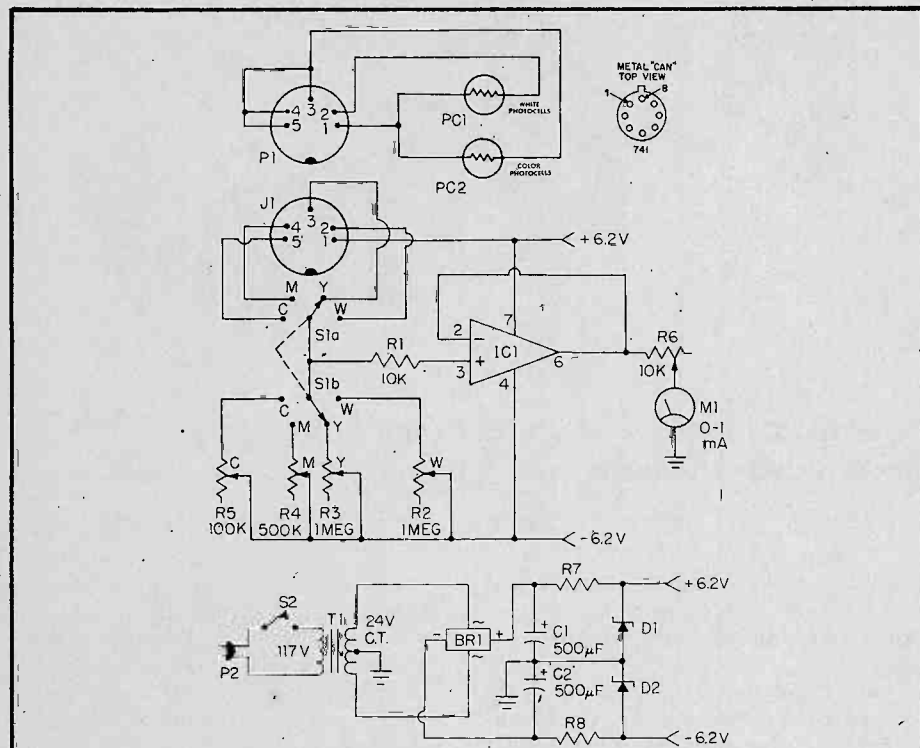 METAL "CAN"
TOP VIEW
1
8
741
4
3
2
5
1
P1
PC1
WHITE
PHOTOCELLS
PC2
COLOR
PHOTOCELLS
J1
3
4
2
5
1
+6.2V
M
Y
C
W
S1a
2
7
IC1
R1
10K
3
6
4
R6
10K
S1b
C
W
M
Y
M1
0-1
mA
C
M
Y
W
R5
100K
R4
500K
R3
1MEG
R2
1MEG
-6.2V
R7
+6.2V
S2
T1
24V
C.T.
117V
P2
~
-
BR1
+
~
+
C1
500µF
D1
+
C2
500µF
D2
R8
-6.2V